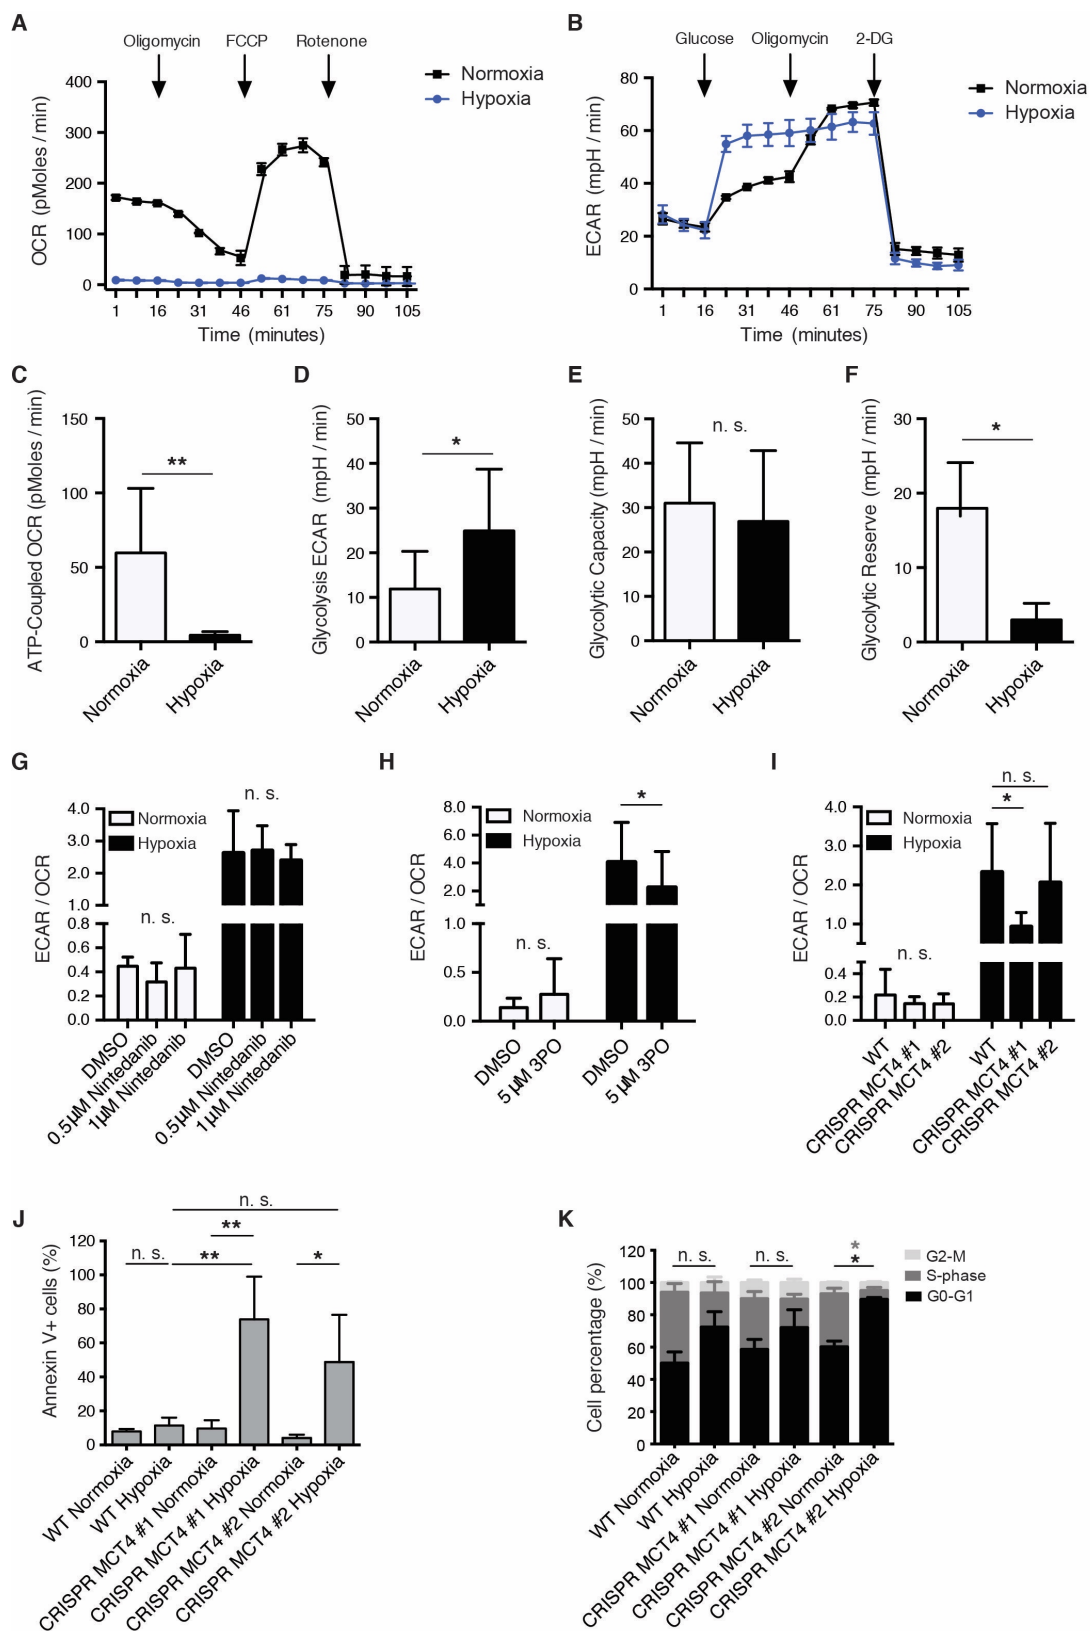 A
Oligomycin FCCP Rotenone
Normoxia
Hypoxia
OCR (pMoles / min)
400
300
200
100
0
1 16 31 46 61 75 90 105
Time (minutes)
B
Glucose Oligomycin 2-DG
Normoxia
Hypoxia
ECAR (mpH / min)
80
60
40
20
0
1 16 31 46 61 75 90 105
Time (minutes)
C
ATP-Coupled OCR (pMoles / min)
150
100
50
0
**
Normoxia
Hypoxia
D
Glycolysis ECAR (mpH / min)
50
40
30
20
10
0
*
Normoxia
Hypoxia
E
Glycolytic Capacity (mpH / min)
50
40
30
20
10
0
n. s.
Normoxia
Hypoxia
F
Glycolytic Reserve (mpH / min)
30
20
10
0
*
Normoxia
Hypoxia
G
ECAR / OCR
4.0
3.0
2.0
1.0
0.8
0.6
0.4
0.2
0.0
Normoxia
Hypoxia
n. s.
n. s.
DMSO
0.5µM Nintedanib
1µM Nintedanib
DMSO
0.5µM Nintedanib
1µM Nintedanib
H
ECAR / OCR
8.0
6.0
4.0
2.0
1.0
0.5
0.0
Normoxia
Hypoxia
n. s.
*
DMSO
5 µM 3PO
DMSO
5 µM 3PO
I
ECAR / OCR
4.0
3.0
2.0
1.0
0.4
0.2
0.0
Normoxia
Hypoxia
n. s.
n. s.
*
WT
CRISPR MCT4 #1
CRISPR MCT4 #2
WT
CRISPR MCT4 #1
CRISPR MCT4 #2
J
Annexin V+ cells (%)
120
100
80
60
40
20
0
n. s.
**
n. s.
**
*
WT Normoxia
WT Hypoxia
CRISPR MCT4 #1 Normoxia
CRISPR MCT4 #1 Hypoxia
CRISPR MCT4 #2 Normoxia
CRISPR MCT4 #2 Hypoxia
K
Cell percentage (%)
120
100
80
60
40
20
0
n. s.
n. s.
*
*
G2-M
S-phase
G0-G1
WT Normoxia
WT Hypoxia
CRISPR MCT4 #1 Normoxia
CRISPR MCT4 #1 Hypoxia
CRISPR MCT4 #2 Normoxia
CRISPR MCT4 #2 Hypoxia